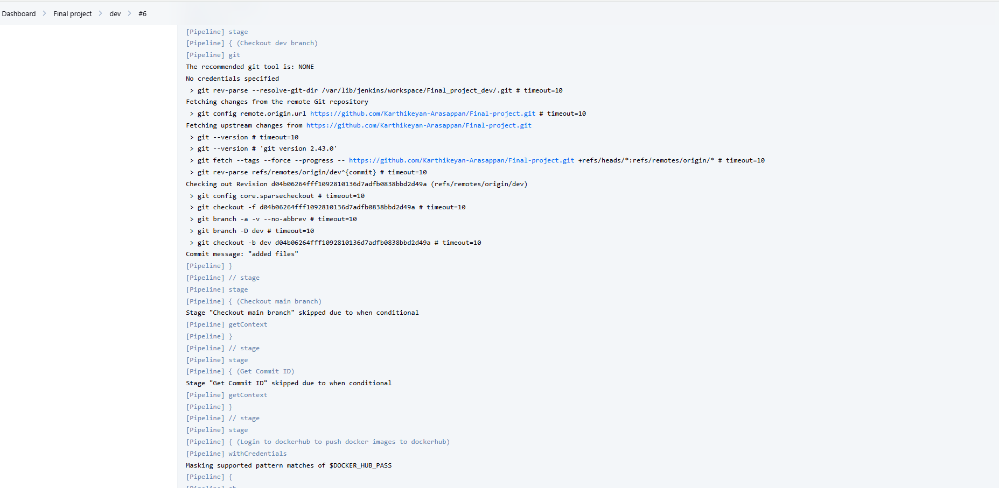 Dashboard > Final project > dev > #6
[Pipeline] stage
[Pipeline] { (Checkout dev branch)
[Pipeline] git
The recommended git tool is: NONE
No credentials specified
 > git rev-parse --resolve-git-dir /var/lib/jenkins/workspace/Final_project_dev/.git # timeout=10
Fetching changes from the remote Git repository
 > git config remote.origin.url https://github.com/Karthikeyan-Arasappan/Final-project.git # timeout=10
Fetching upstream changes from https://github.com/Karthikeyan-Arasappan/Final-project.git
 > git --version # timeout=10
 > git --version # 'git version 2.43.0'
 > git fetch --tags --force --progress -- https://github.com/Karthikeyan-Arasappan/Final-project.git +refs/heads/*:refs/remotes/origin/* # timeout=10
 > git rev-parse refs/remotes/origin/dev^{commit} # timeout=10
Checking out Revision d04b06264fff1092810136d7adfb0838bbd2d49a (refs/remotes/origin/dev)
 > git config core.sparsecheckout # timeout=10
 > git checkout -f d04b06264fff1092810136d7adfb0838bbd2d49a # timeout=10
 > git branch -a -v --no-abbrev # timeout=10
 > git branch -D dev # timeout=10
 > git checkout -b dev d04b06264fff1092810136d7adfb0838bbd2d49a # timeout=10
Commit message: "added files"
[Pipeline] }
[Pipeline] // stage
[Pipeline] stage
[Pipeline] { (Checkout main branch)
Stage "Checkout main branch" skipped due to when conditional
[Pipeline] getContext
[Pipeline] }
[Pipeline] // stage
[Pipeline] stage
[Pipeline] { (Get Commit ID)
Stage "Get Commit ID" skipped due to when conditional
[Pipeline] getContext
[Pipeline] }
[Pipeline] // stage
[Pipeline] stage
[Pipeline] { (Login to dockerhub to push docker images to dockerhub)
[Pipeline] withCredentials
Masking supported pattern matches of $DOCKER_HUB_PASS
[Pipeline] {